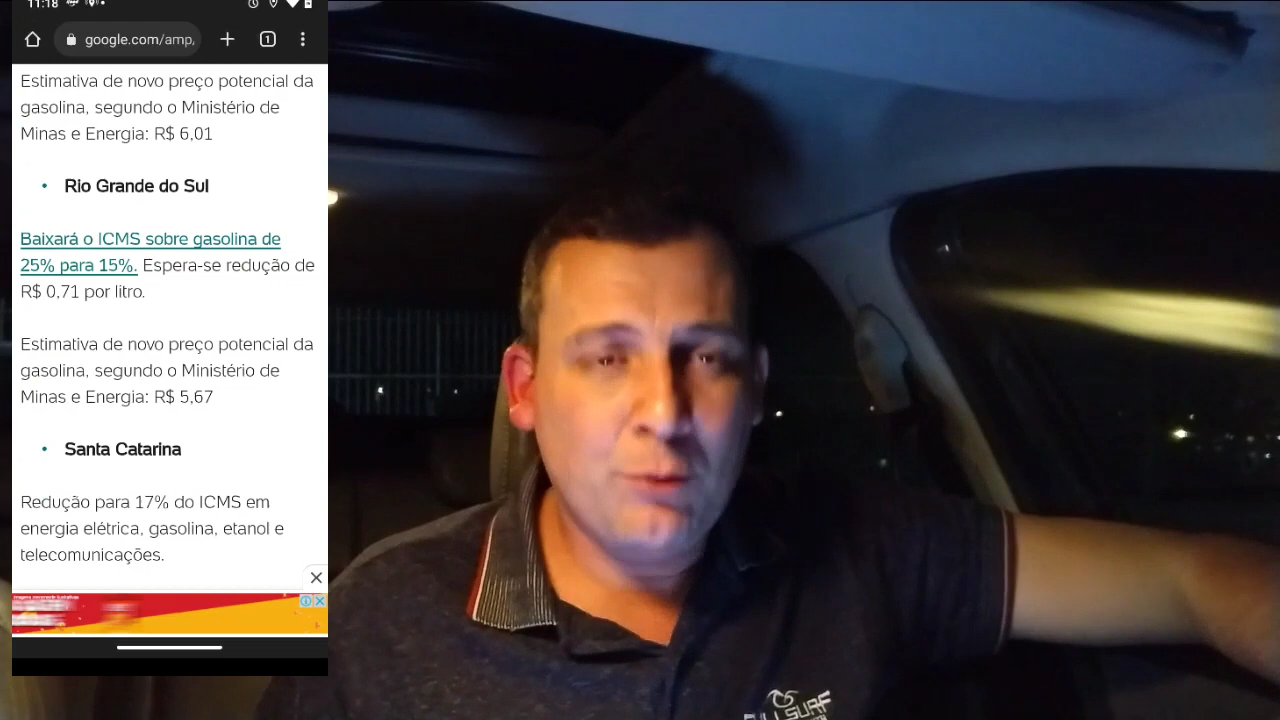 11:18
google.com/amp,
1
Estimativa de novo preço potencial da
gasolina, segundo o Ministério de
Minas e Energia: R$ 6,01
• Rio Grande do Sul
Baixará o ICMS sobre gasolina de
25% para 15%. Espera-se redução de
R$ 0,71 por litro.
Estimativa de novo preço potencial da
gasolina, segundo o Ministério de
Minas e Energia: R$ 5,67
• Santa Catarina
Redução para 17% do ICMS em
energia elétrica, gasolina, etanol e
telecomunicações.